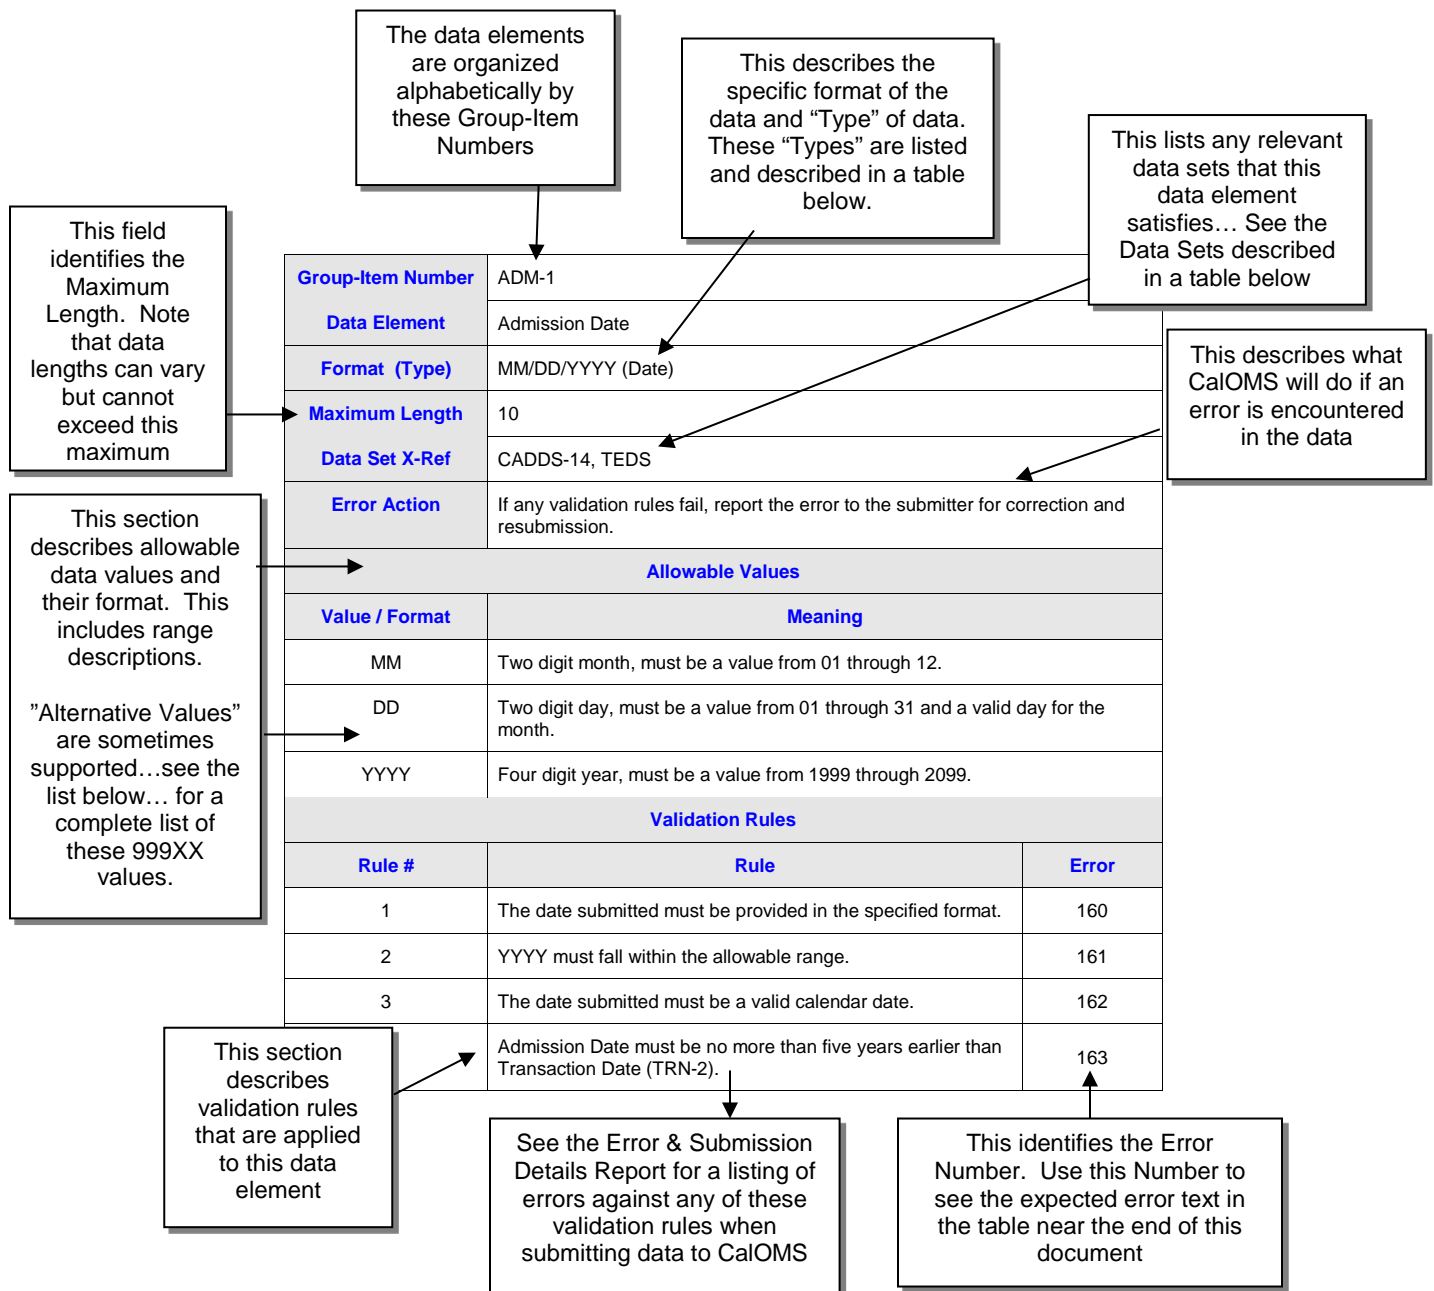 The data elements
are organized
alphabetically by
these Group-Item
Numbers
This describes the
specific format of the
data and “Type” of data.
These “Types” are listed
and described in a table
below.
This lists any relevant
data sets that this
data element
satisfies… See the
Data Sets described
in a table below
This field
identifies the
Maximum
Length.  Note
that data
lengths can vary
but cannot
exceed this
maximum
This describes what
CalOMS will do if an
error is encountered
in the data
Group-Item Number ADM-1
Data Element Admission Date
Format  (Type) MM/DD/YYYY (Date)
Maximum Length 10
Data Set X-Ref CADDS-14, TEDS
Error Action If any validation rules fail, report the error to the submitter for correction and
resubmission.
This section
describes allowable
data values and
their format.  This
includes range
descriptions.
”Alternative Values”
are sometimes
supported…see the
list below… for a
complete list of
these 999XX
values.
Allowable Values
Value / Format Meaning
MM Two digit month, must be a value from 01 through 12.
DD Two digit day, must be a value from 01 through 31 and a valid day for the
month.
YYYY Four digit year, must be a value from 1999 through 2099.
Validation Rules
Rule # Rule Error
1 The date submitted must be provided in the specified format. 160
2 YYYY must fall within the allowable range. 161
3 The date submitted must be a valid calendar date. 162
Admission Date must be no more than five years earlier than
Transaction Date (TRN-2). 163
This section
describes
validation rules
that are applied
to this data
element
See the Error & Submission
Details Report for a listing of
errors against any of these
validation rules when
submitting data to CalOMS
This identifies the Error
Number.  Use this Number to
see the expected error text in
the table near the end of this
document